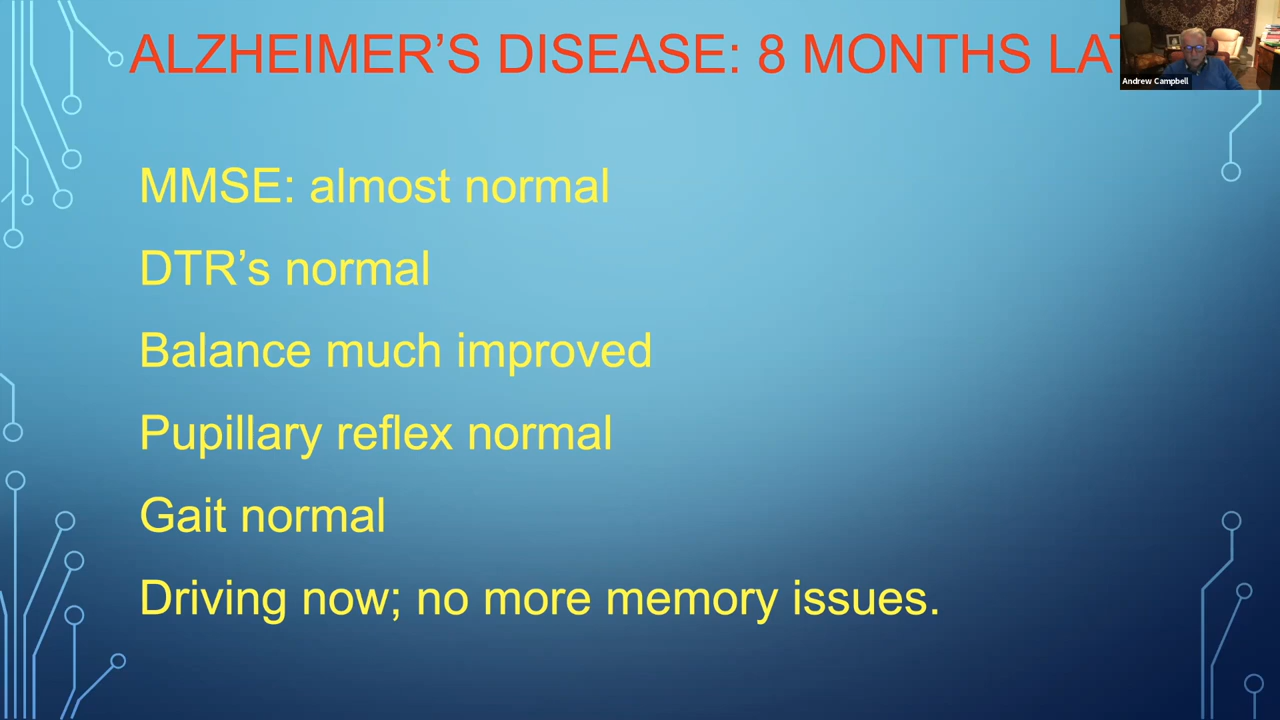 ALZHEIMER’S DISEASE: 8 MONTHS
Andrew Campbell
MMSE: almost normal
DTR’s normal
Balance much improved
Pupillary reflex normal
Gait normal
Driving now; no more memory issues.